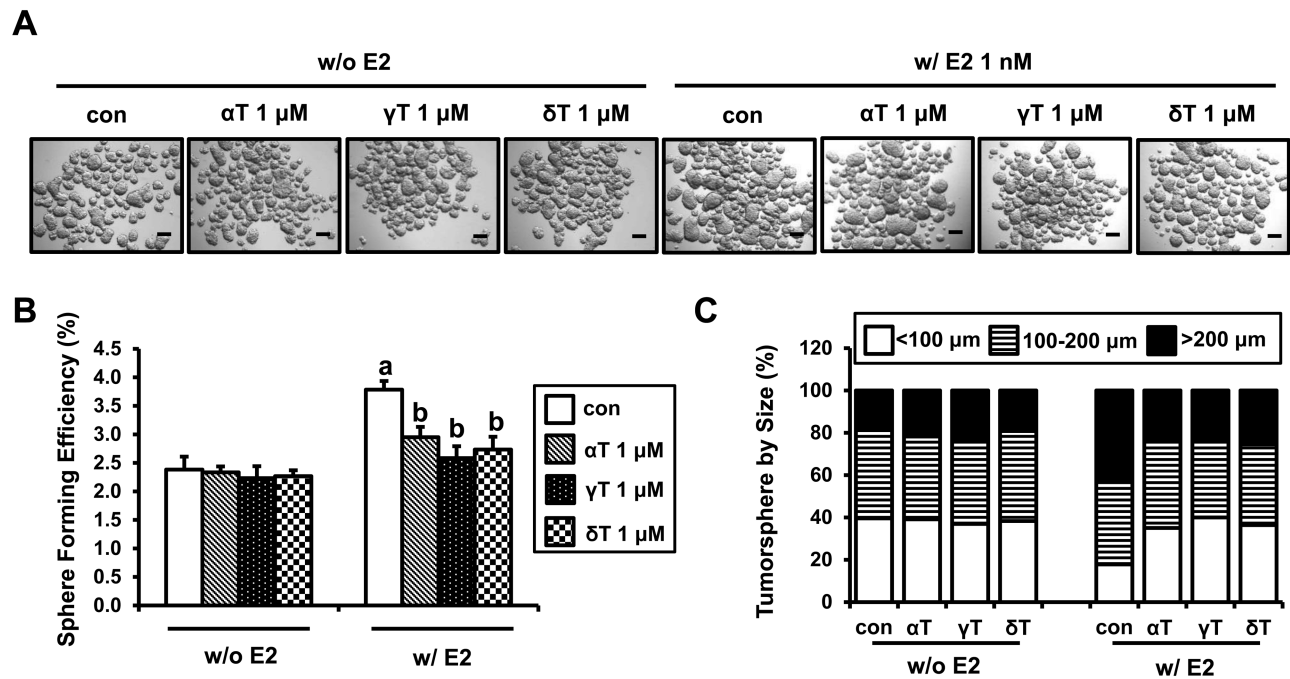 A
w/o E2
w/ E2 1 nM
con
αT 1 μM
γT 1 μM
δT 1 μM
con
αT 1 μM
γT 1 μM
δT 1 μM
B
Sphere Forming Efficiency (%)
4.5
4.0
3.5
3.0
2.5
2.0
1.5
1.0
0.5
0.0
a
b
b
b
w/o E2
w/ E2
con
αT 1 μM
γT 1 μM
δT 1 μM
C
Tumorsphere by Size (%)
<100 μm
100-200 μm
>200 μm
120
100
80
60
40
20
0
con
αT
γT
δT
con
αT
γT
δT
w/o E2
w/ E2